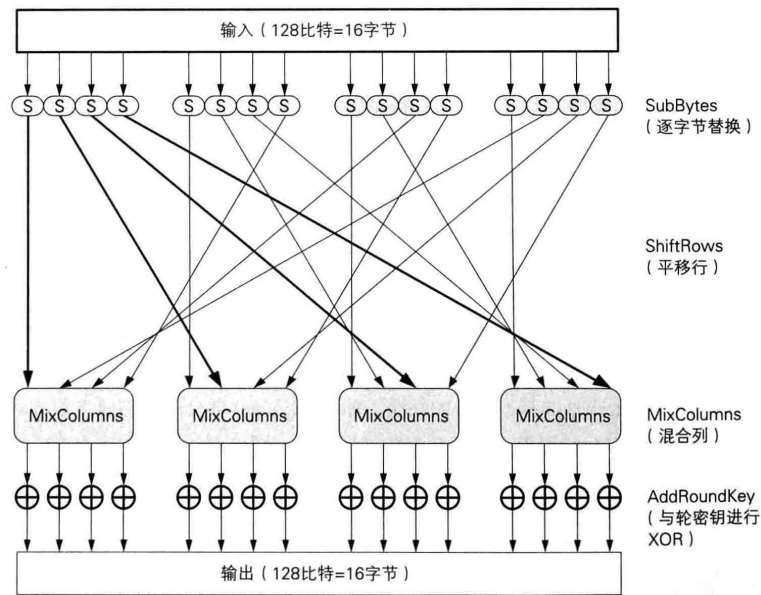 输入（128比特=16字节）
S S S S S S S S S S S S S S S S
SubBytes
（逐字节替换）
ShiftRows
（平移行）
MixColumns MixColumns MixColumns MixColumns
MixColumns
（混合列）
AddRoundKey
（与轮密钥进行
XOR）
输出（128比特=16字节）